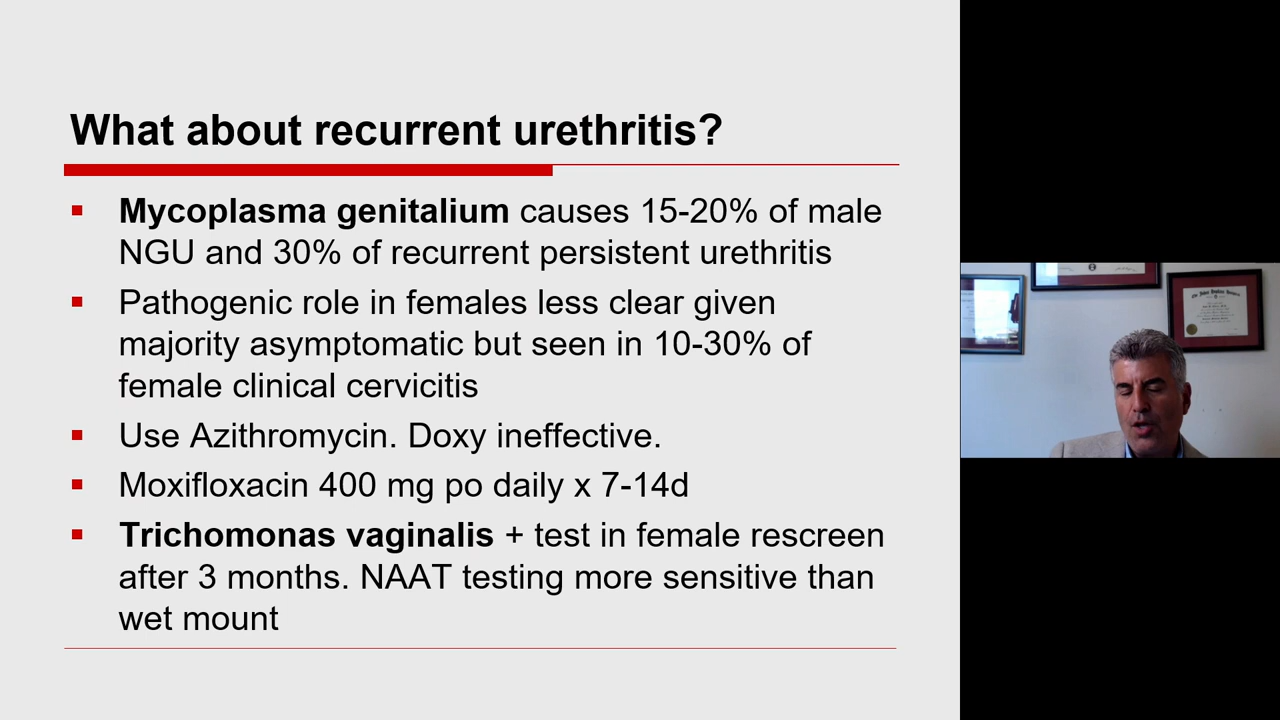 What about recurrent urethritis?
Mycoplasma genitalium causes 15-20% of male
NGU and 30% of recurrent persistent urethritis
Pathogenic role in females less clear given
majority asymptomatic but seen in 10-30% of
female clinical cervicitis
Use Azithromycin. Doxy ineffective.
Moxifloxacin 400 mg po daily x 7-14d
Trichomonas vaginalis + test in female rescreen
after 3 months. NAAT testing more sensitive than
wet mount